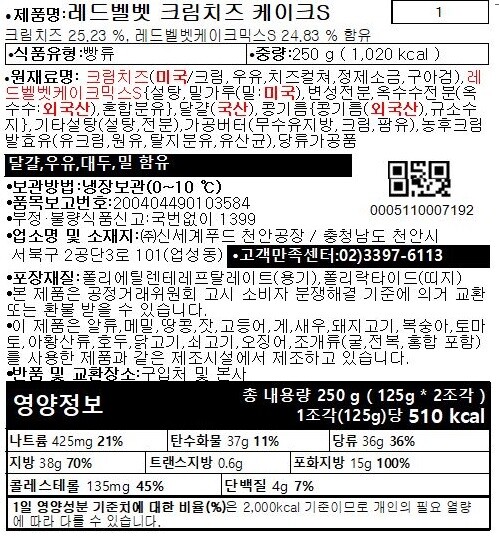 •제품명:레드벨벳 크림치즈 케이크S
1
크림치즈 25,23 %, 레드벨벳케이크믹스S 24,83 % 함유
•식품유형:빵류
•중량:250 g ( 1,020 kcal )
•원재료명: 크림치즈(미국/크림,우유,치즈컬쳐,정제소금,구아검),레
드벨벳케이크믹스S{설탕,밀가루(밀:미국),변성전분,옥수수전분(옥
수수:외국산),혼합분유},달걀(국산),콩기름{콩기름(외국산),규소수
지},기타설탕(설탕,전분),가공버터(무수유지방,크림,팜유),농후크림
발효유(유크림,원유,탈지분유,유산균),당류가공품
달걀,우유,대두,밀 함유
•보관방법:냉장보관(0~10 ℃)
•품목보고번호:200404490103584
•부정·불량식품신고:국번없이 1399
0005110007192
•업소명 및 소재지:㈜신세계푸드 천안공장 / 충청남도 천안시
서북구 2공단3로 101(업성동)
•고객만족센터:02)3397-6113
•포장재질:폴리에틸렌테레프탈레이트(용기),폴리락타이드(띠지)
•본 제품은 공정거래위원회 고시 소비자 분쟁해결 기준에 의거 교환
또는 환불 받을 수 있습니다.
•이 제품은 알류,메밀,땅콩,잣,고등어,게,새우,돼지고기,복숭아,토마
토,아황산류,호두,닭고기,쇠고기,오징어,조개류(굴,전복,홍합 포함)
를 사용한 제품과 같은 제조시설에서 제조하고 있습니다.
•반품 및 교환장소:구입처 및 본사
영양정보
총 내용량 250 g ( 125g * 2조각 )
1조각(125g)당 510 kcal
나트륨 425mg 21%
탄수화물 37g 11%
당류 36g 36%
지방 38g 70%
트랜스지방 0.6g
포화지방 15g 100%
콜레스테롤 135mg 45%
단백질 4g 7%
1일 영양성분 기준치에 대한 비율(%)은 2,000kcal 기준이므로 개인의 필요 열량
에 따라 다를 수 있습니다.